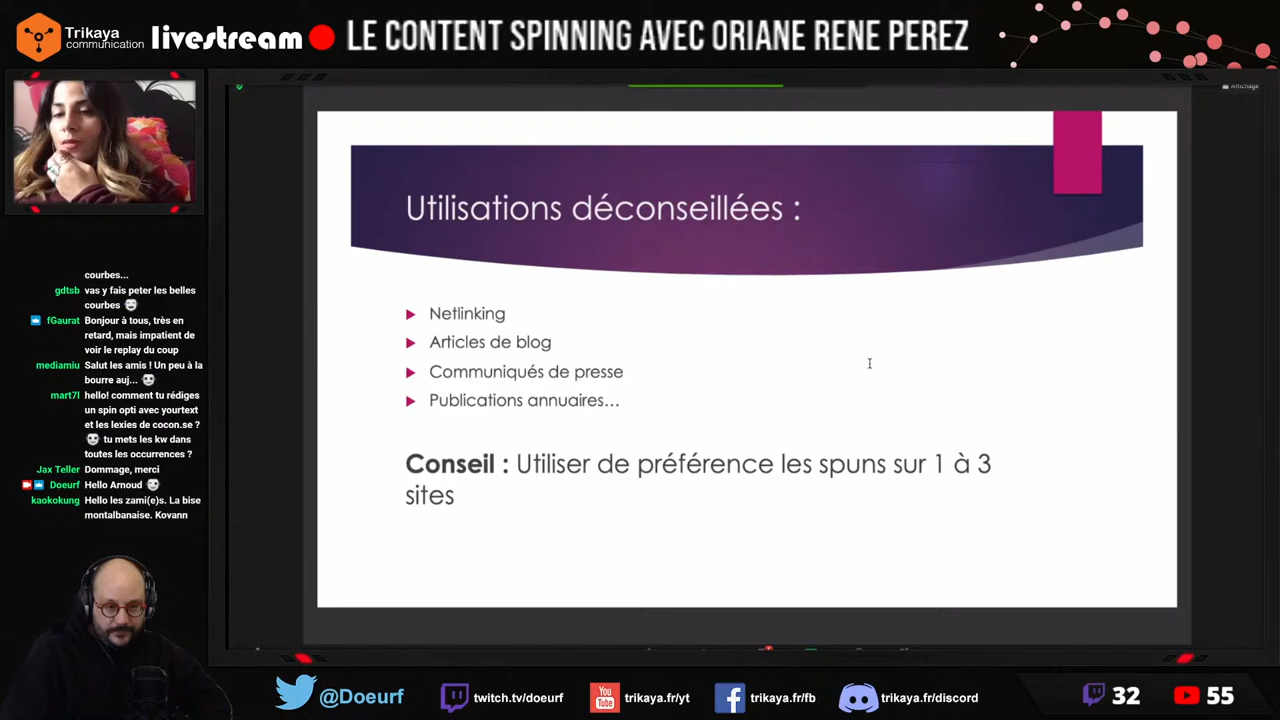 Trikaya
communication
livestream
LE CONTENT SPINNING AVEC ORIANE RENE PEREZ
Affichage
Utilisations déconseillées :
Netlinking
Articles de blog
Communiqués de presse
Publications annuaires...
Conseil : Utiliser de préférence les spuns sur 1 à 3
sites
courbes...
gdtsb vas y fais peter les belles
courbes
fGaurat Bonjour à tous, très en
retard, mais impatient de
voir le replay du coup
mediamiu Salut les amis ! Un peu à la
bourre auj...
mart7l hello! comment tu rédiges
un spin opti avec yourtext
et les lexies de cocon.se ?
tu mets les kw dans
toutes les occurrences ?
Jax Teller Dommage, merci
Doeurf Hello Arnoud
kaokokung Hello les zami(e)s. La bise
montalbanaise. Kovann
@Doeurf
twitch.tv/doeurf
You
Tube
trikaya.fr/yt
trikaya.fr/fb
trikaya.fr/discord
32
55